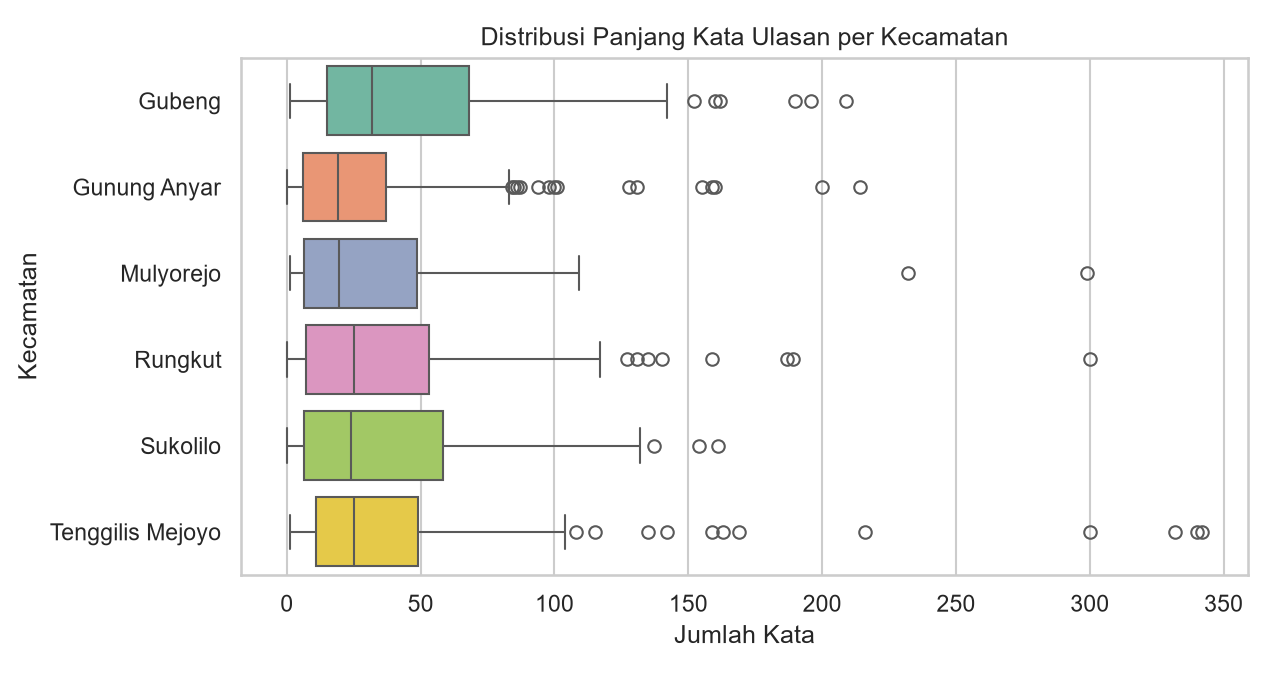 Distribusi Panjang Kata Ulasan per Kecamatan
Kecamatan
Gubeng
Gunung Anyar
Mulyorejo
Rungkut
Sukolilo
Tenggilis Mejoyo
0 50 100 150 200 250 300 350
Jumlah Kata